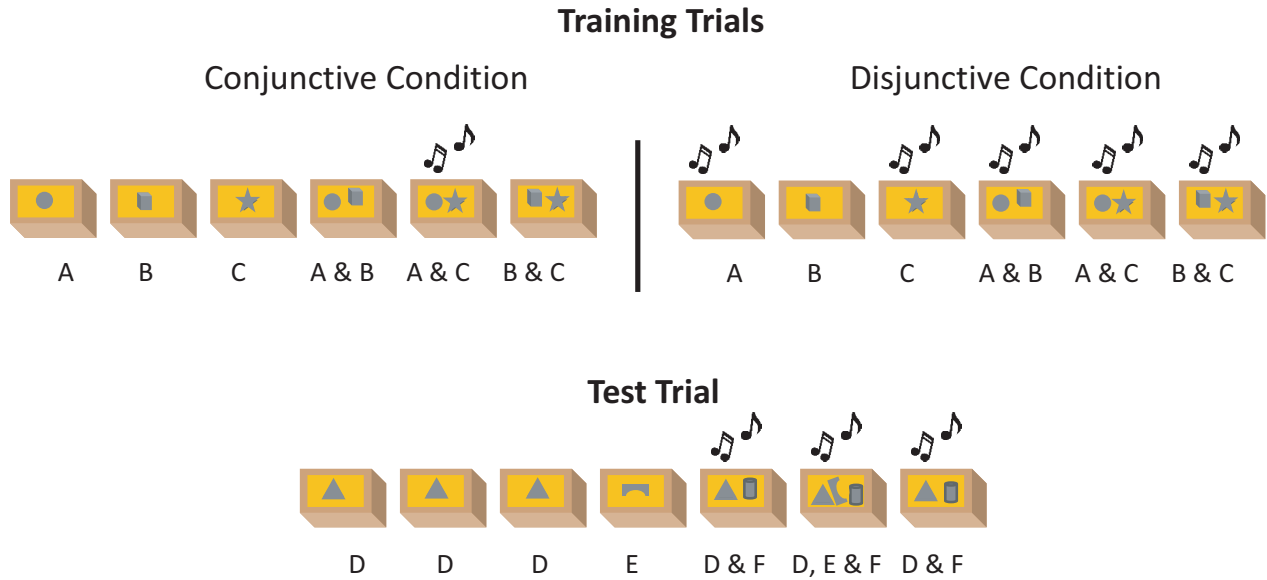 Training Trials
Conjunctive Condition
Disjunctive Condition
A B C A & B A & C B & C
A B C A & B A & C B & C
Test Trial
D D D E D & F D, E & F D & F